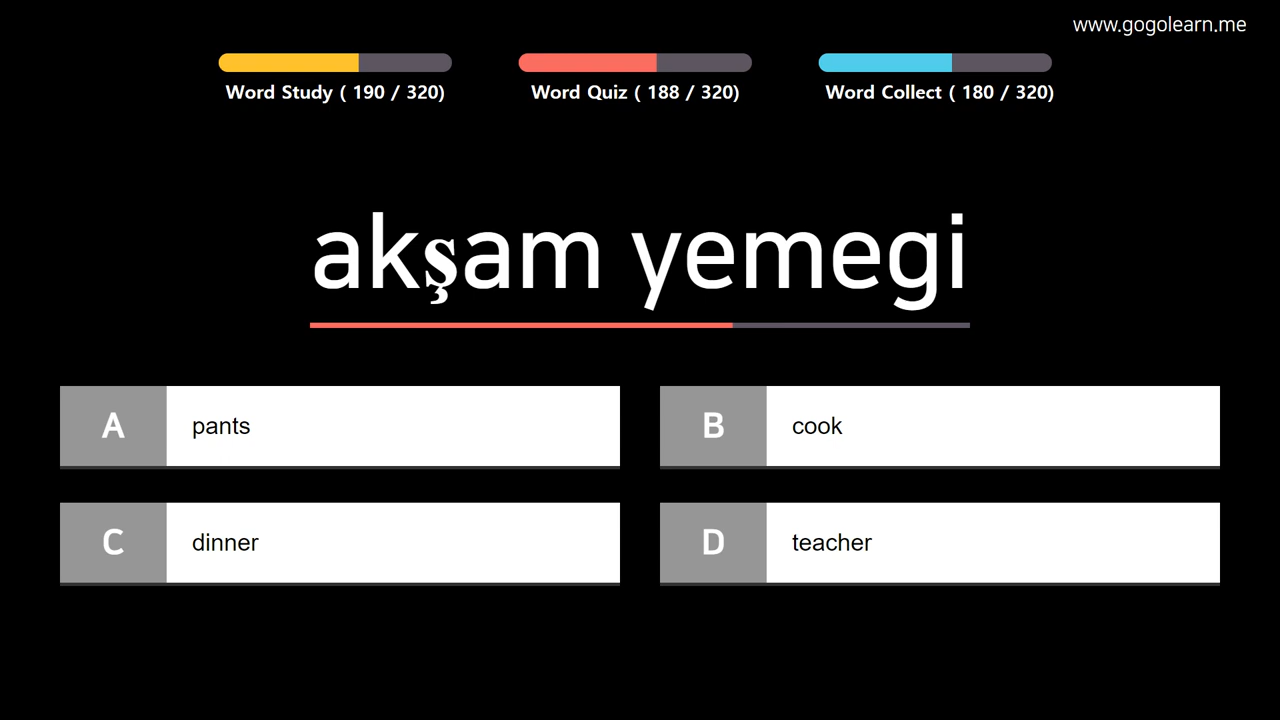 www.gogolearn.me
Word Study ( 190 / 320)
Word Quiz ( 188 / 320)
Word Collect ( 180 / 320)
akşam yemegi
A pants
B cook
C dinner
D teacher